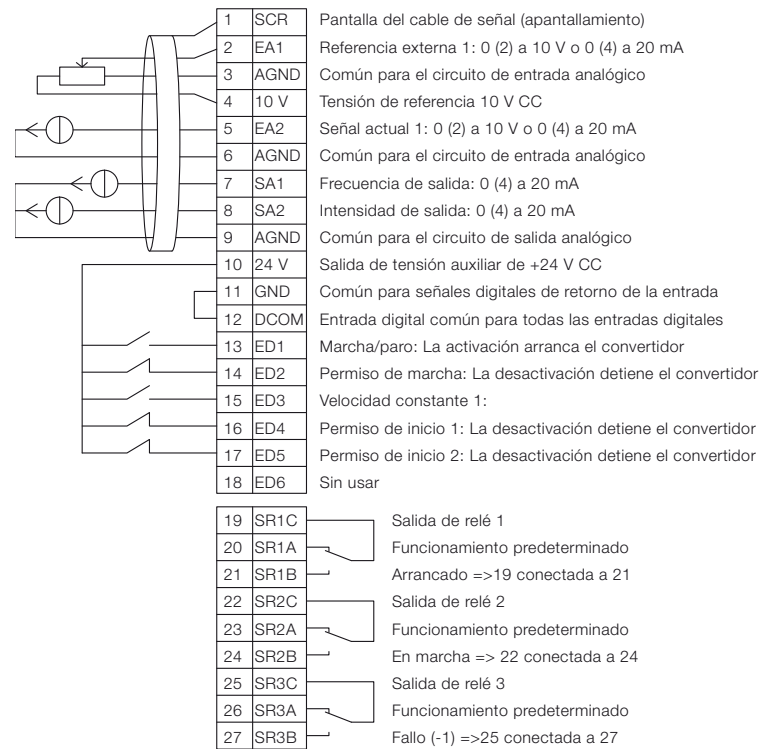 1 SCR Pantalla del cable de señal (apantallamiento)
2 EA1 Referencia externa 1: 0 (2) a 10 V o 0 (4) a 20 mA
3 AGND Común para el circuito de entrada analógico
4 10 V Tensión de referencia 10 V CC
5 EA2 Señal actual 1: 0 (2) a 10 V o 0 (4) a 20 mA
6 AGND Común para el circuito de entrada analógico
7 SA1 Frecuencia de salida: 0 (4) a 20 mA
8 SA2 Intensidad de salida: 0 (4) a 20 mA
9 AGND Común para el circuito de salida analógico
10 24 V Salida de tensión auxiliar de +24 V CC
11 GND Común para señales digitales de retorno de la entrada
12 DCOM Entrada digital común para todas las entradas digitales
13 ED1 Marcha/paro: La activación arranca el convertidor
14 ED2 Permiso de marcha: La desactivación detiene el convertidor
15 ED3 Velocidad constante 1:
16 ED4 Permiso de inicio 1: La desactivación detiene el convertidor
17 ED5 Permiso de inicio 2: La desactivación detiene el convertidor
18 ED6 Sin usar
19 SR1C Salida de relé 1
20 SR1A Funcionamiento predeterminado
21 SR1B Arrancado =>19 conectada a 21
22 SR2C Salida de relé 2
23 SR2A Funcionamiento predeterminado
24 SR2B En marcha => 22 conectada a 24
25 SR3C Salida de relé 3
26 SR3A Funcionamiento predeterminado
27 SR3B Fallo (-1) =>25 conectada a 27